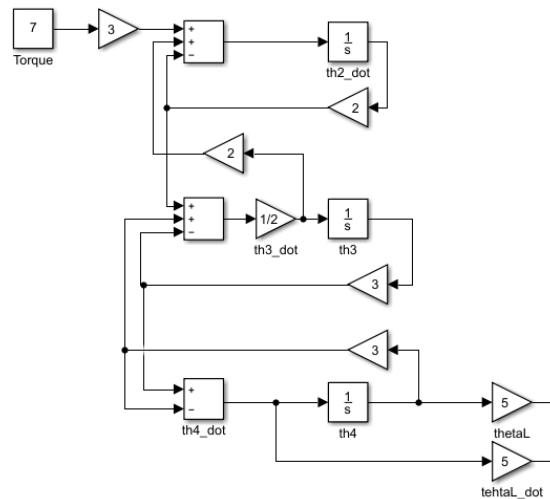 7
Torque
3
+
+
−
1
s
th2_dot
2
2
+
+
−
1/2
th3_dot
1
s
th3
3
3
+
−
th4_dot
1
s
th4
5
thetaL
5
tehtaL_dot